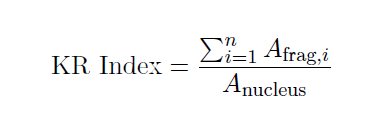 KR Index = \frac{\sum_{i=1}^{n} A_{\text{frag},i}}{A_{\text{nucleus}}}